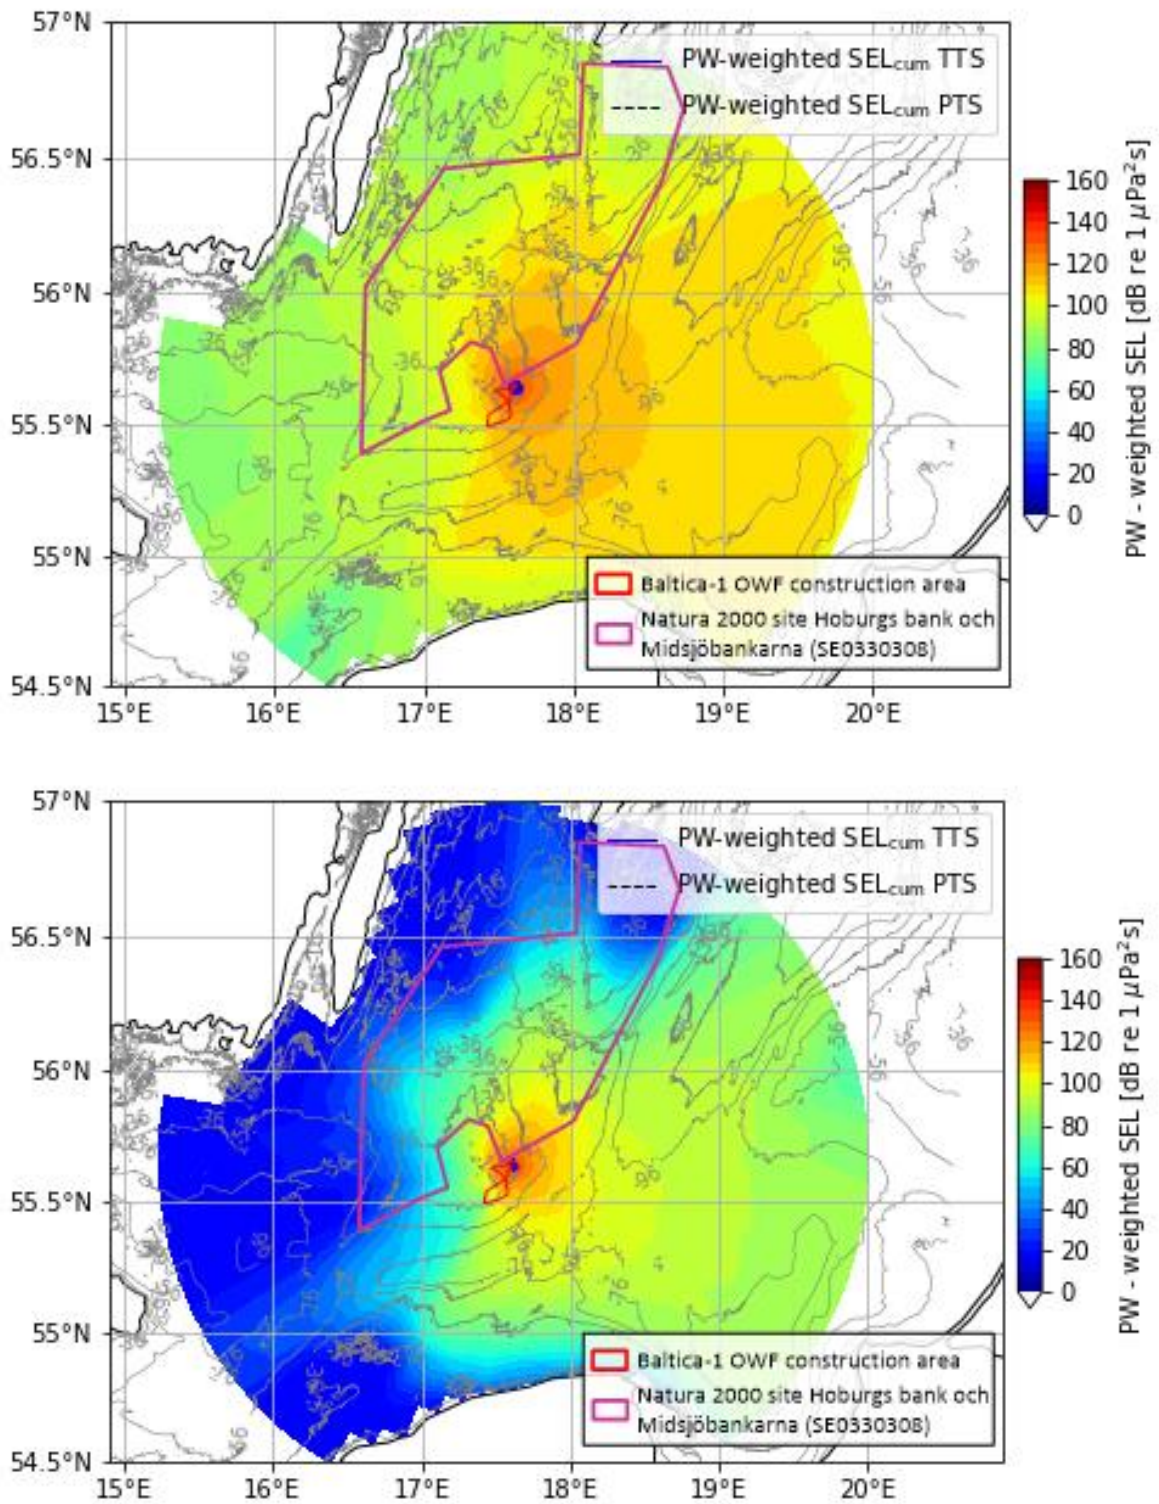 57°N
PW-weighted SELcum TTS
PW-weighted SELcum PTS
56.5°N
56°N
55.5°N
55°N
54.5°N
15°E 16°E 17°E 18°E 19°E 20°E
160
140
120
100
80
60
40
20
0
PW - weighted SEL [dB re 1 μPa²s]
Baltica-1 OWF construction area
Natura 2000 site Hoburgs bank och
Midsjöbankarna (SE0330308)
57°N
PW-weighted SELcum TTS
PW-weighted SELcum PTS
56.5°N
56°N
55.5°N
55°N
54.5°N
15°E 16°E 17°E 18°E 19°E 20°E
160
140
120
100
80
60
40
20
0
PW - weighted SEL [dB re 1 μPa²s]
Baltica-1 OWF construction area
Natura 2000 site Hoburgs bank och
Midsjöbankarna (SE0330308)